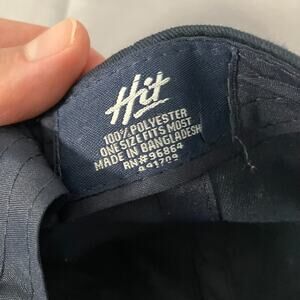 Hit
100% POLYESTER
ONE SIZE FITS MOST
MADE IN BANGLADESH
RN# 96864